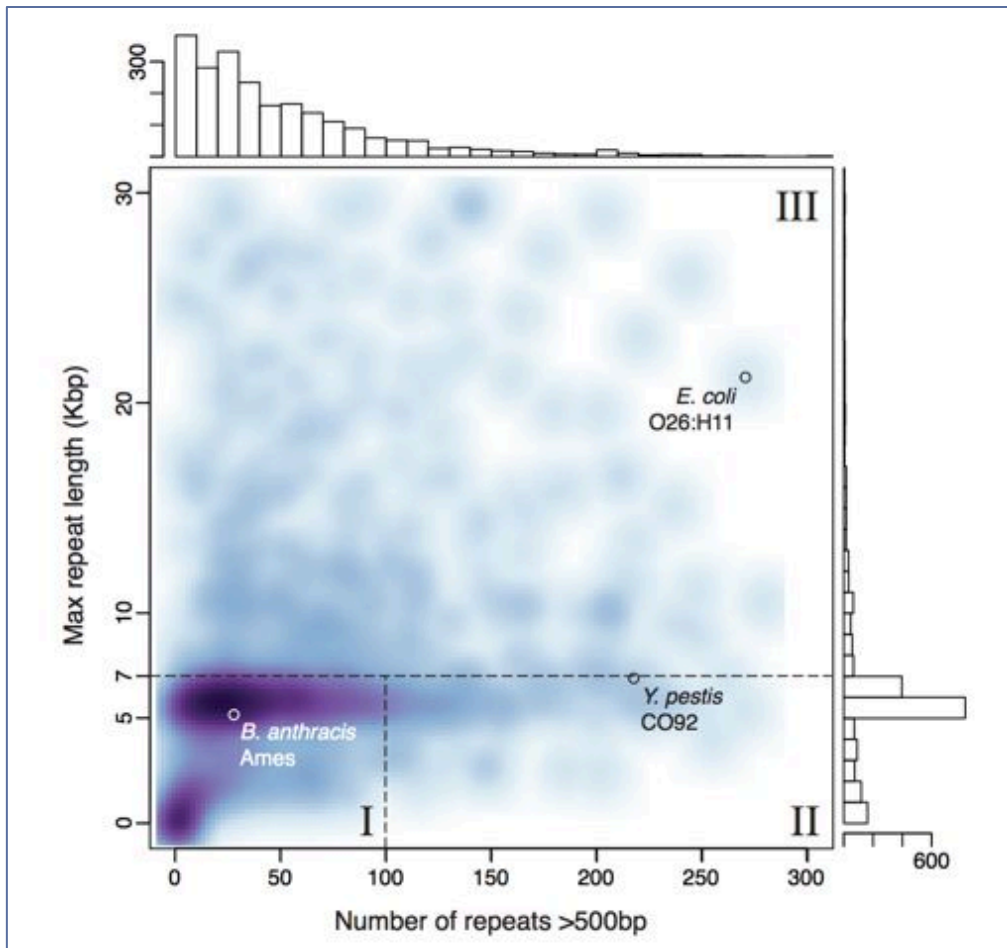 300
30
III
Max repeat length (Kbp)
20
E. coli
O26:H11
10
7
Y. pestis
CO92
5
B. anthracis
Ames
0
I
II
600
0 50 100 150 200 250 300
Number of repeats >500bp